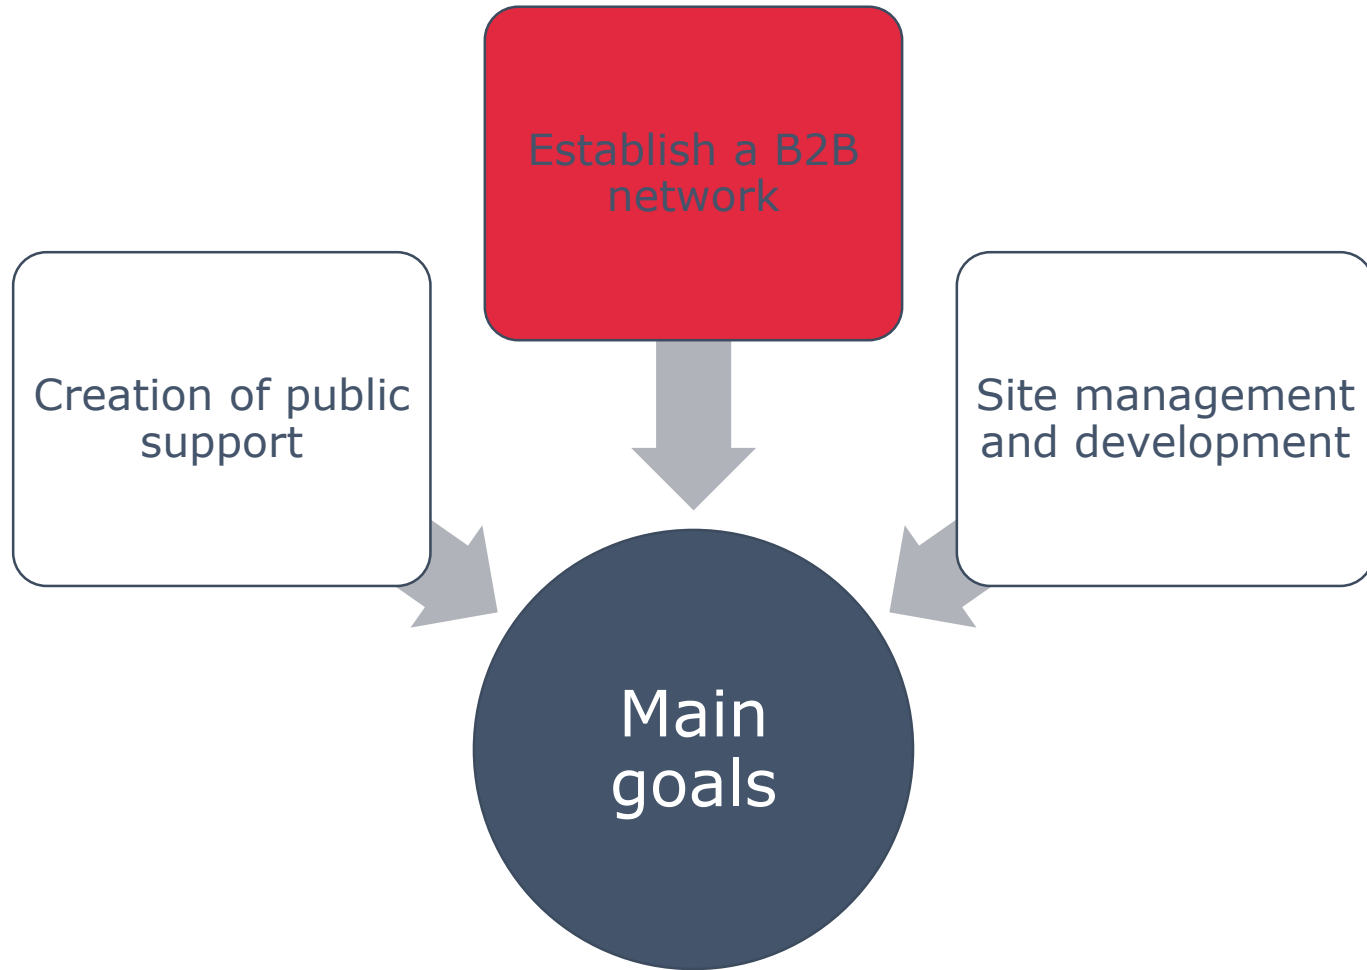 Establish a B2B
network
Creation of public
support
Site management
and development
Main
goals